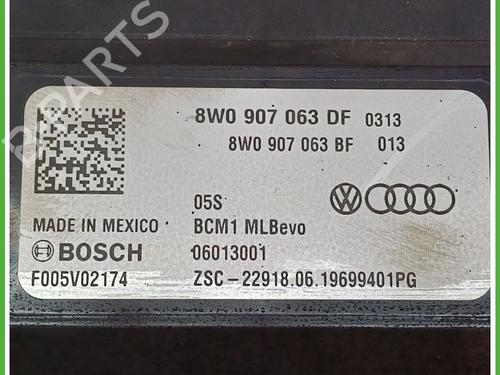 B-PARTS
8W0 907 063 DF 0313
8W0 907 063 BF 013
05S
MADE IN MEXICO BCM1 MLBevo
BOSCH 06013001
F005V02174 ZSC-22918.06.19699401PG